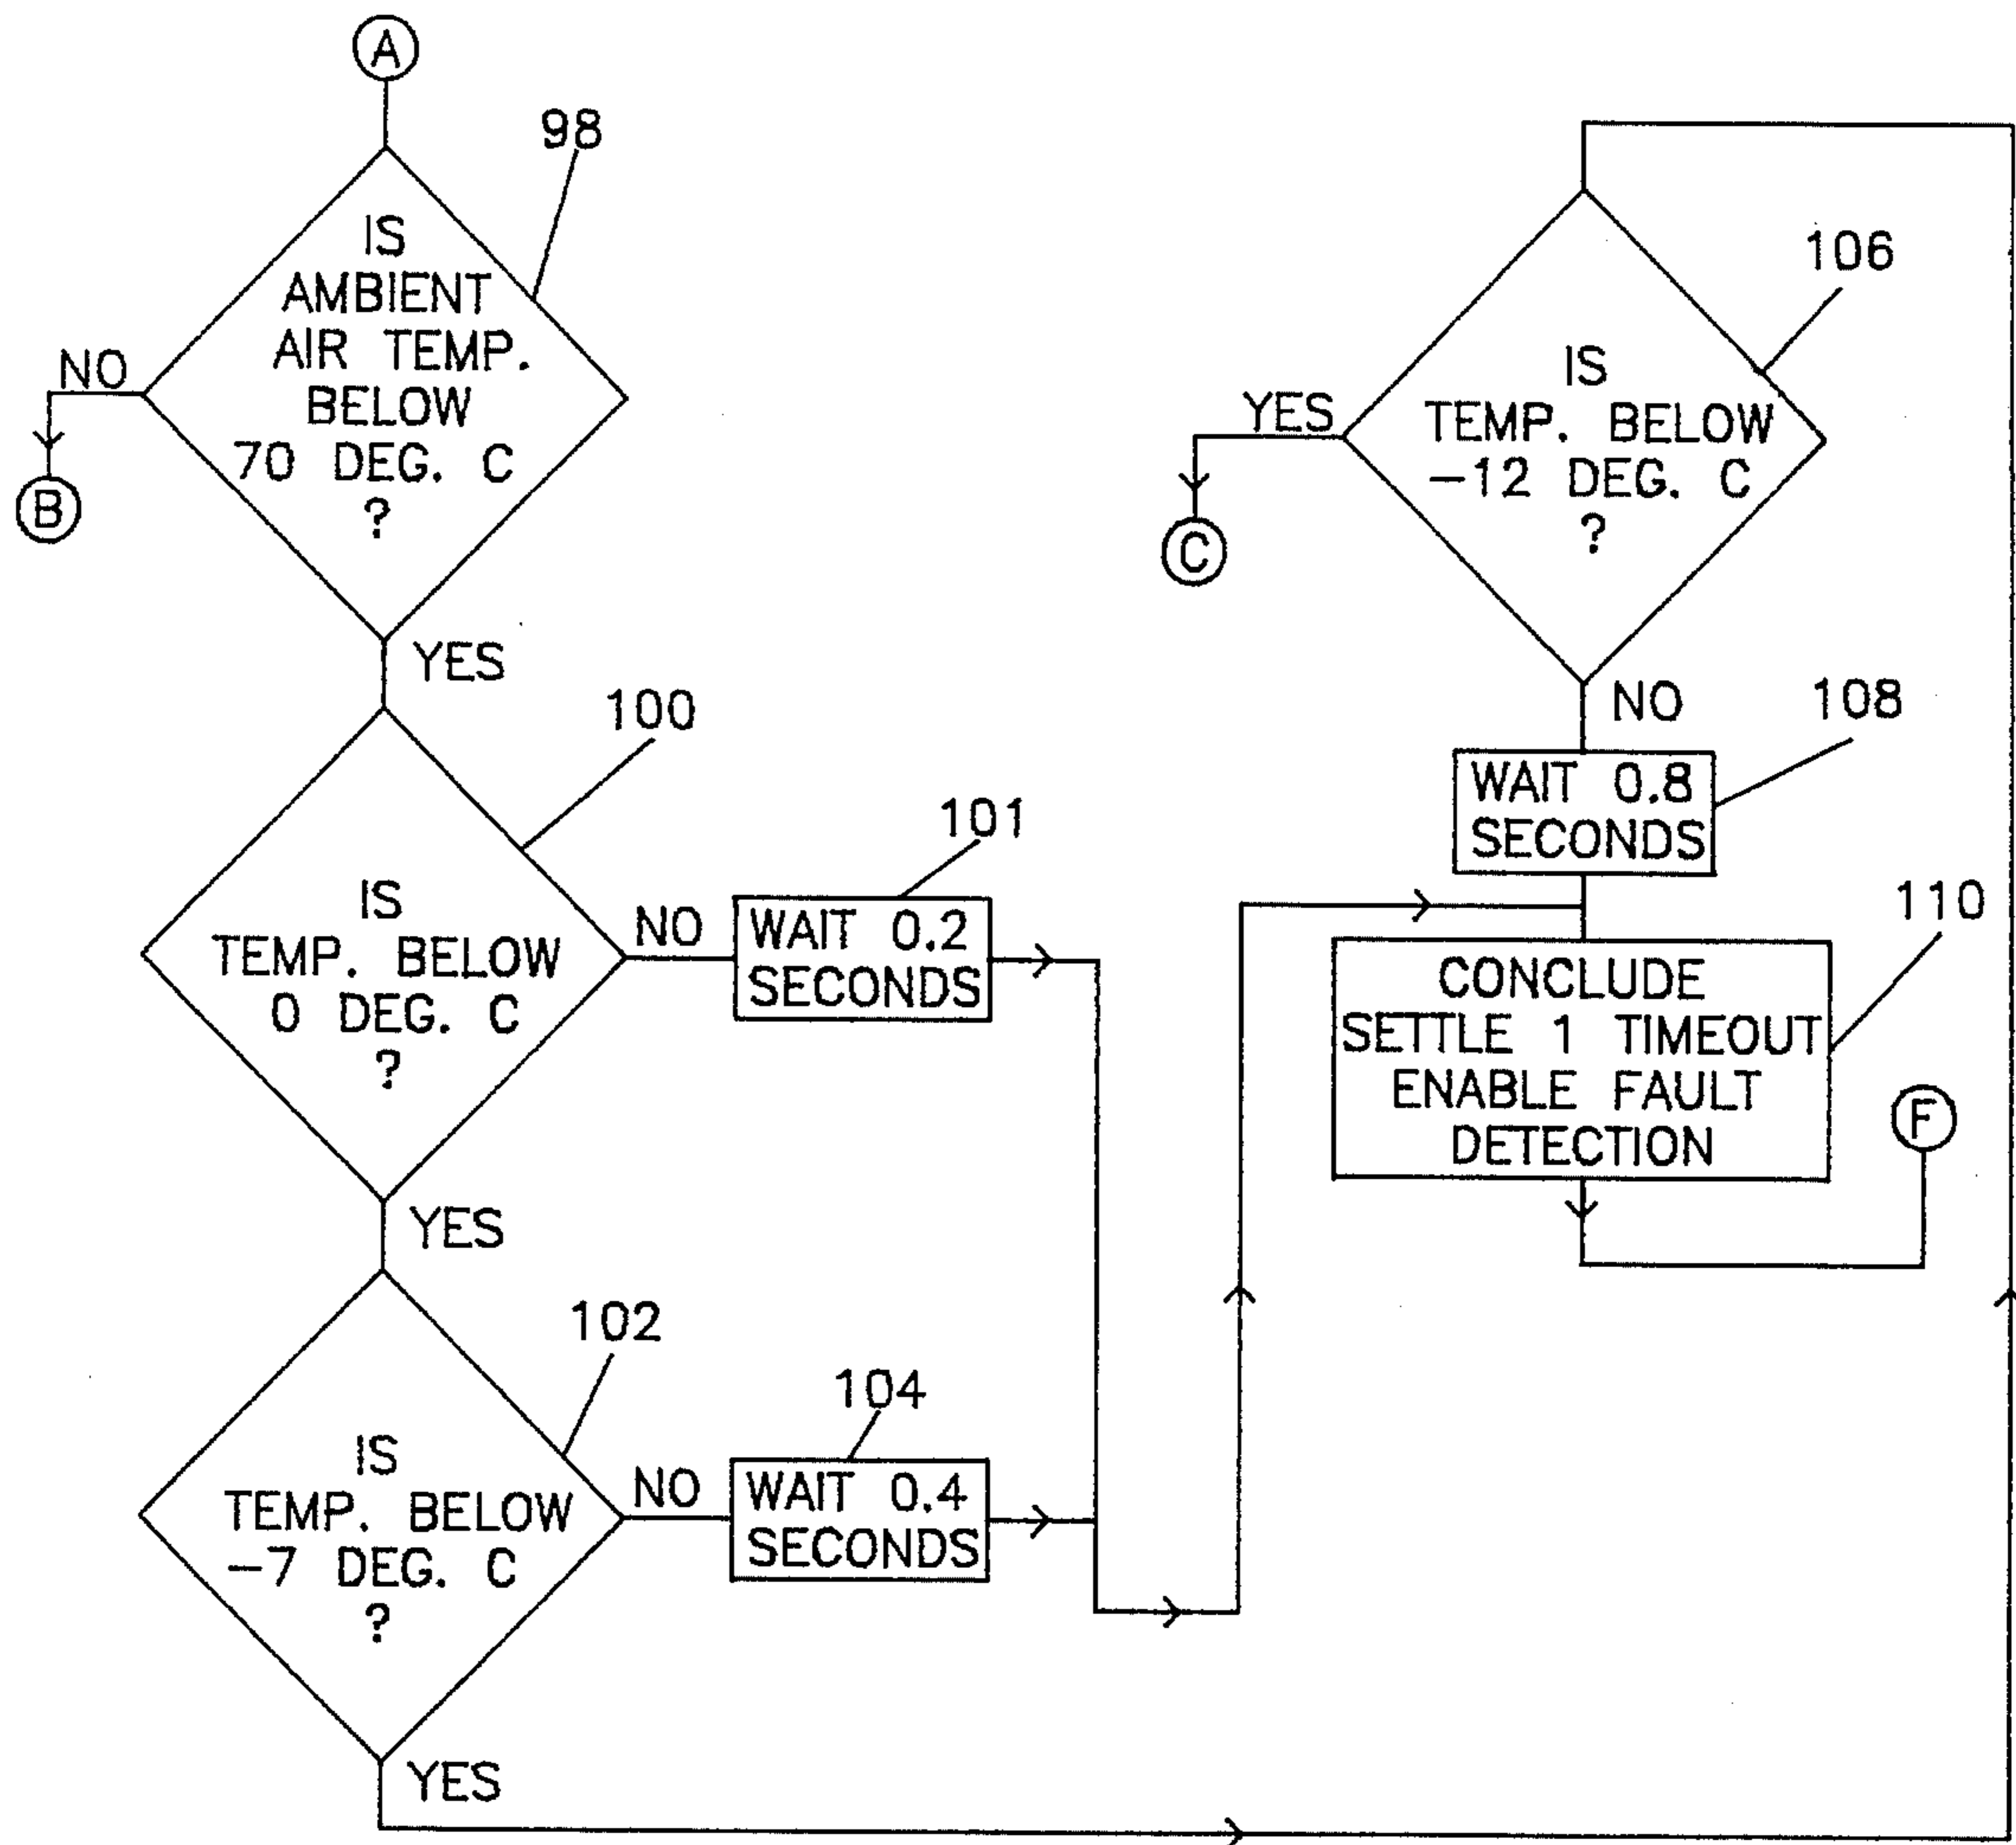 A
98
IS
AMBIENT
AIR TEMP.
BELOW
70 DEG. C
?
NO
B
YES
100
IS
TEMP. BELOW
0 DEG. C
?
NO
101
WAIT 0.2
SECONDS
YES
102
IS
TEMP. BELOW
-7 DEG. C
?
NO
104
WAIT 0.4
SECONDS
YES
106
IS
TEMP. BELOW
-12 DEG. C
?
YES
C
NO
108
WAIT 0.8
SECONDS
110
CONCLUDE
SETTLE 1 TIMEOUT
ENABLE FAULT
DETECTION
F